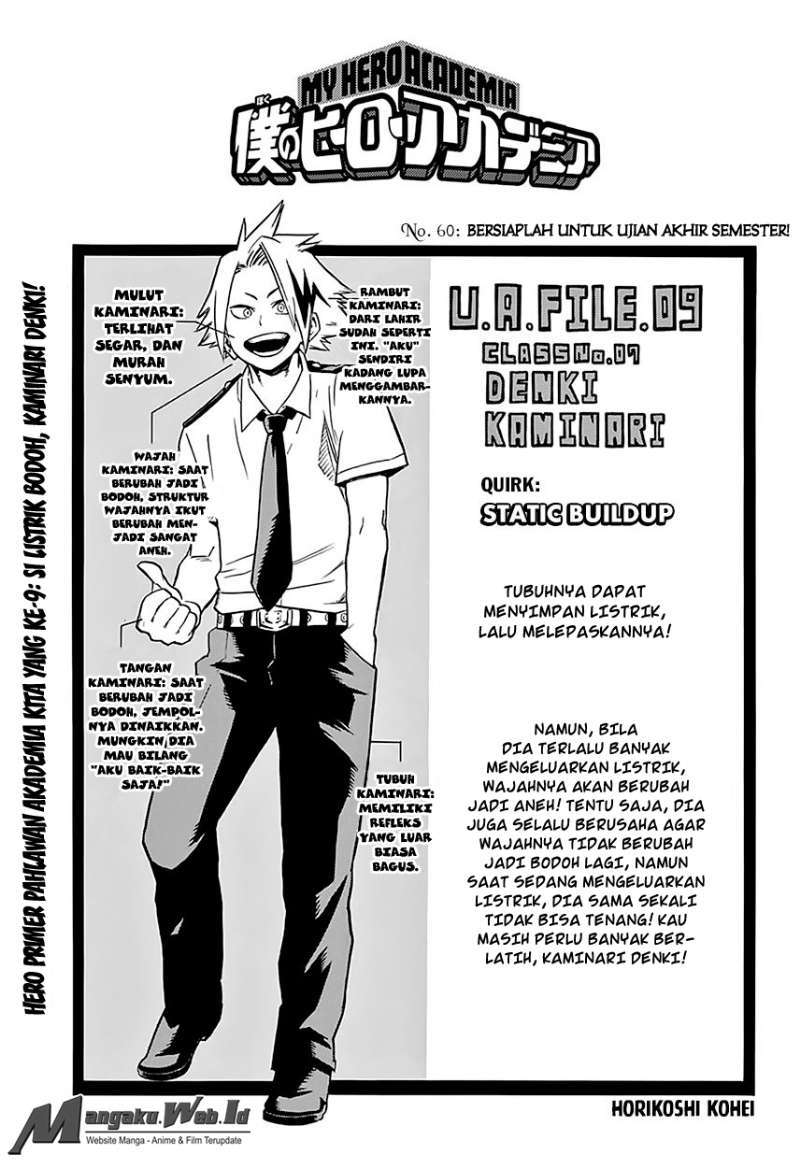 MY HERO ACADEMIA
ぼく
僕のヒーローアカデミア
No. 60: BERSIAPLAH UNTUK UJIAN AKHIR SEMESTER!
HERO PRIMER PAHLAWAN AKADEMIA KITA YANG KE-9: SI LISTRIK BODOH, KAMINARI DENKI!
MULUT
KAMINARI:
TERLIHAT
SEGAR, DAN
MURAH
SENYUM.
RAMBUT
KAMINARI:
DARI LAHIR
SUDAH SEPERTI
INI. "AKU"
SENDIRI
KADANG LUPA
MENGGAMBAR-
KANNYA.
WAJAH
KAMINARI: SAAT
BERUBAH JADI
BODOH, STRUKTUR
WAJAHNYA IKUT
BERUBAH MEN-
JADI SANGAT
ANEH.
TANGAN
KAMINARI: SAAT
BERUBAH JADI
BODOH, JEMPOL-
NYA DINAIKKAN.
MUNGKIN DIA
MAU BILANG
"AKU BAIK-BAIK
SAJA!"
TUBUH
KAMINARI:
MEMILIKI
REFLEKS
YANG LUAR
BIASA
BAGUS.
U.A.FILE.09
CLASS No.07
DENKI
KAMINARI
QUIRK:
STATIC BUILDUP
TUBUHNYA DAPAT
MENYIMPAN LISTRIK,
LALU MELEPASKANNYA!
NAMUN, BILA
DIA TERLALU BANYAK
MENGELUARKAN LISTRIK,
WAJAHNYA AKAN BERUBAH
JADI ANEH! TENTU SAJA, DIA
JUGA SELALU BERUSAHA AGAR
WAJAHNYA TIDAK BERUBAH
JADI BODOH LAGI, NAMUN
SAAT SEDANG MENGELUARKAN
LISTRIK, DIA SAMA SEKALI
TIDAK BISA TENANG! KAU
MASIH PERLU BANYAK BER-
LATIH, KAMINARI DENKI!
HORIKOSHI KOHEI
Mangaku.Web.Id
Website Manga - Anime & Film Terupdate